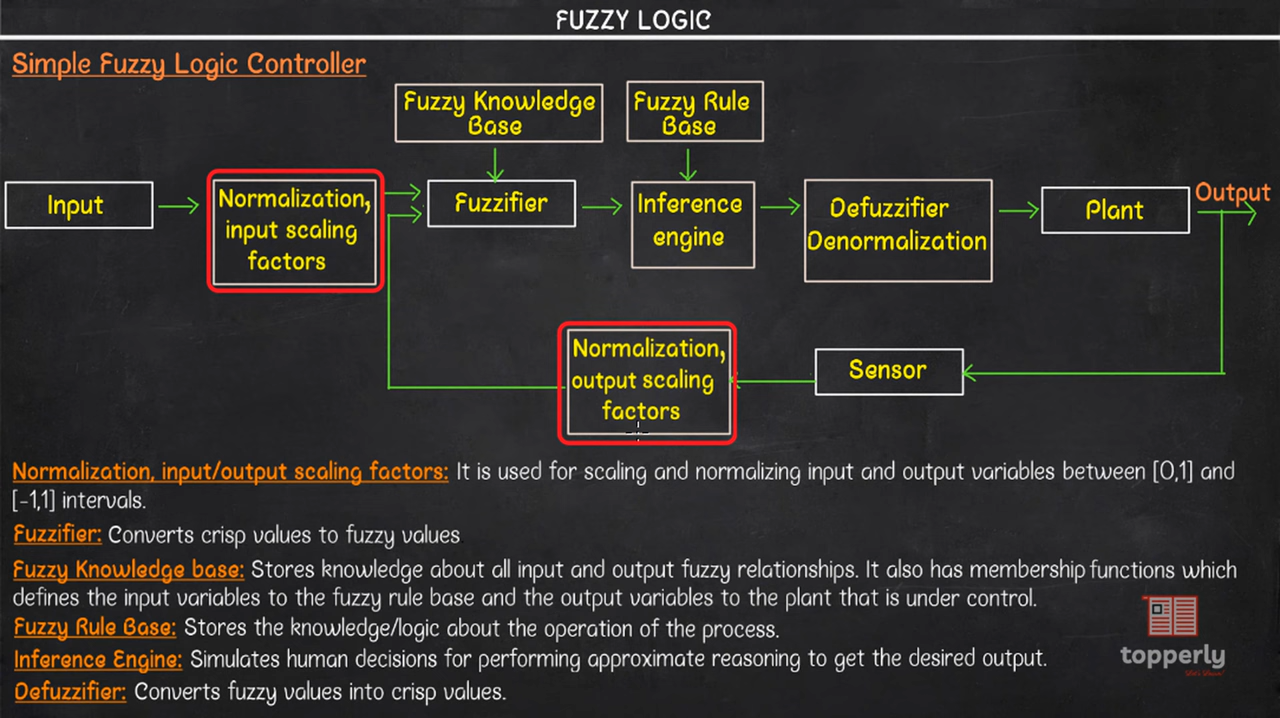 FUZZY LOGIC
Simple Fuzzy Logic Controller
Fuzzy Knowledge
Base
Fuzzy Rule
Base
Input
Normalization,
input scaling
factors
Fuzzifier
Inference
engine
Defuzzifier
Denormalization
Plant
Output
Normalization,
output scaling
factors
Sensor
Normalization, input/output scaling factors: It is used for scaling and normalizing input and output variables between [0,1] and
[-1,1] intervals.
Fuzzifier: Converts crisp values to fuzzy values
Fuzzy Knowledge base: Stores knowledge about all input and output fuzzy relationships. It also has membership functions which
defines the input variables to the fuzzy rule base and the output variables to the plant that is under control.
Fuzzy Rule Base: Stores the knowledge/logic about the operation of the process.
Inference Engine: Simulates human decisions for performing approximate reasoning to get the desired output.
Defuzzifier: Converts fuzzy values into crisp values.
topperly